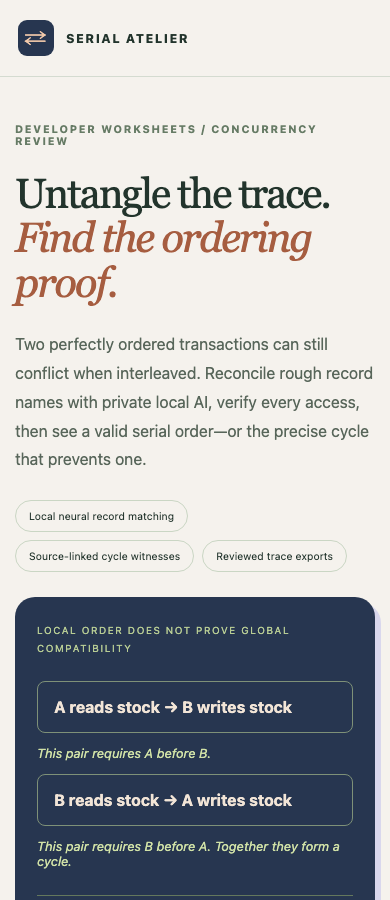 SERIAL ATELIER
DEVELOPER WORKSHEETS / CONCURRENCY
REVIEW
Untangle the trace.
Find the ordering
proof.
Two perfectly ordered transactions can still
conflict when interleaved. Reconcile rough record
names with private local AI, verify every access,
then see a valid serial order—or the precise cycle
that prevents one.
Local neural record matching
Source-linked cycle witnesses
Reviewed trace exports
LOCAL ORDER DOES NOT PROVE GLOBAL
COMPATIBILITY
A reads stock → B writes stock
This pair requires A before B.
B reads stock → A writes stock
This pair requires B before A. Together they form a
cycle.